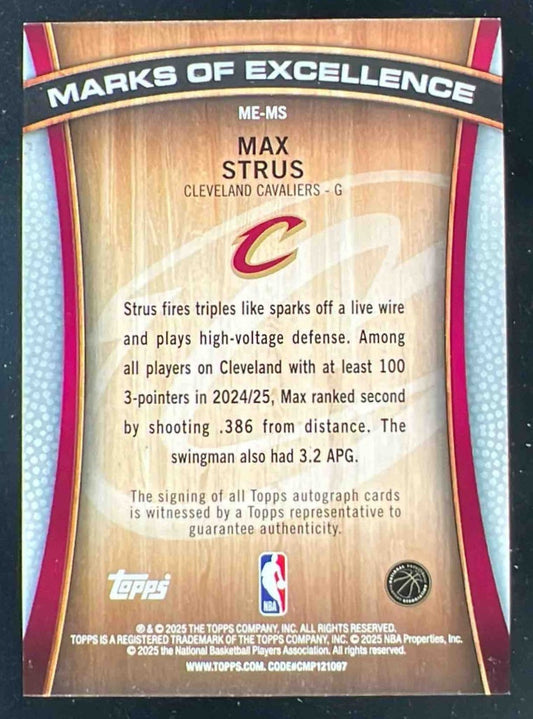 MARKS OF EXCELLENCE
ME-MS
MAX
STRUS
CLEVELAND CAVALIERS - G
C
Strus fires triples like sparks off a live wire
and plays high-voltage defense. Among
all players on Cleveland with at least 100
3-pointers in 2024/25, Max ranked second
by shooting .386 from distance. The
swingman also had 3.2 APG.
The signing of all Topps autograph cards
is witnessed by a Topps representative to
guarantee authenticity.
Topps
NBA
℗ & © 2025 THE TOPPS COMPANY, INC. ALL RIGHTS RESERVED.
TOPPS IS A REGISTERED TRADEMARK OF THE TOPPS COMPANY, INC. © 2025 NBA Properties, Inc.
© 2025 the National Basketball Players Association. All rights reserved.
WWW.TOPPS.COM. CODE#CMP121097